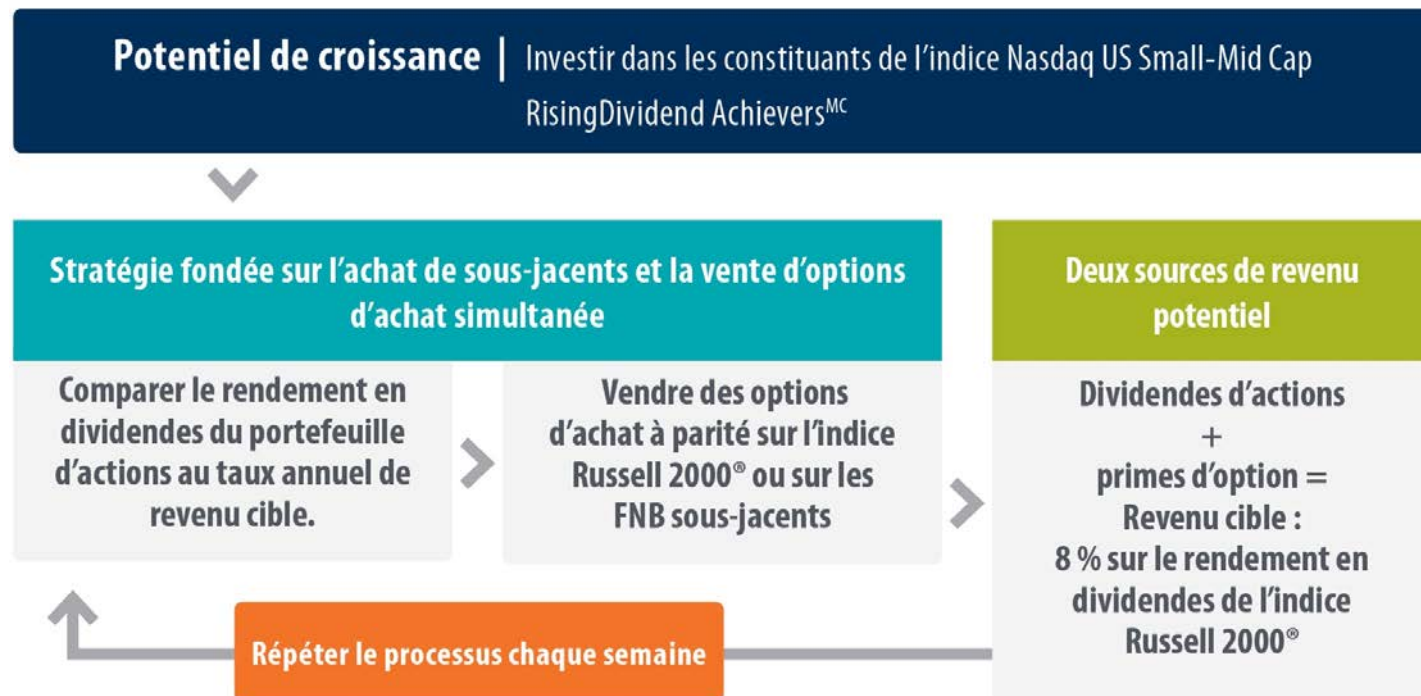 Potentiel de croissance | Investir dans les constituants de l’indice Nasdaq US Small-Mid Cap
RisingDividend Achievers^MC
Stratégie fondée sur l’achat de sous-jacents et la vente d’options
d’achat simultanée
Comparer le rendement en
dividendes du portefeuille
d’actions au taux annuel de
revenu cible.
Vendre des options
d’achat à parité sur l’indice
Russell 2000® ou sur les
FNB sous-jacents
Deux sources de revenu
potentiel
Dividendes d’actions
+
primes d’option =
Revenu cible :
8 % sur le rendement en
dividendes de l’indice
Russell 2000®
Répéter le processus chaque semaine